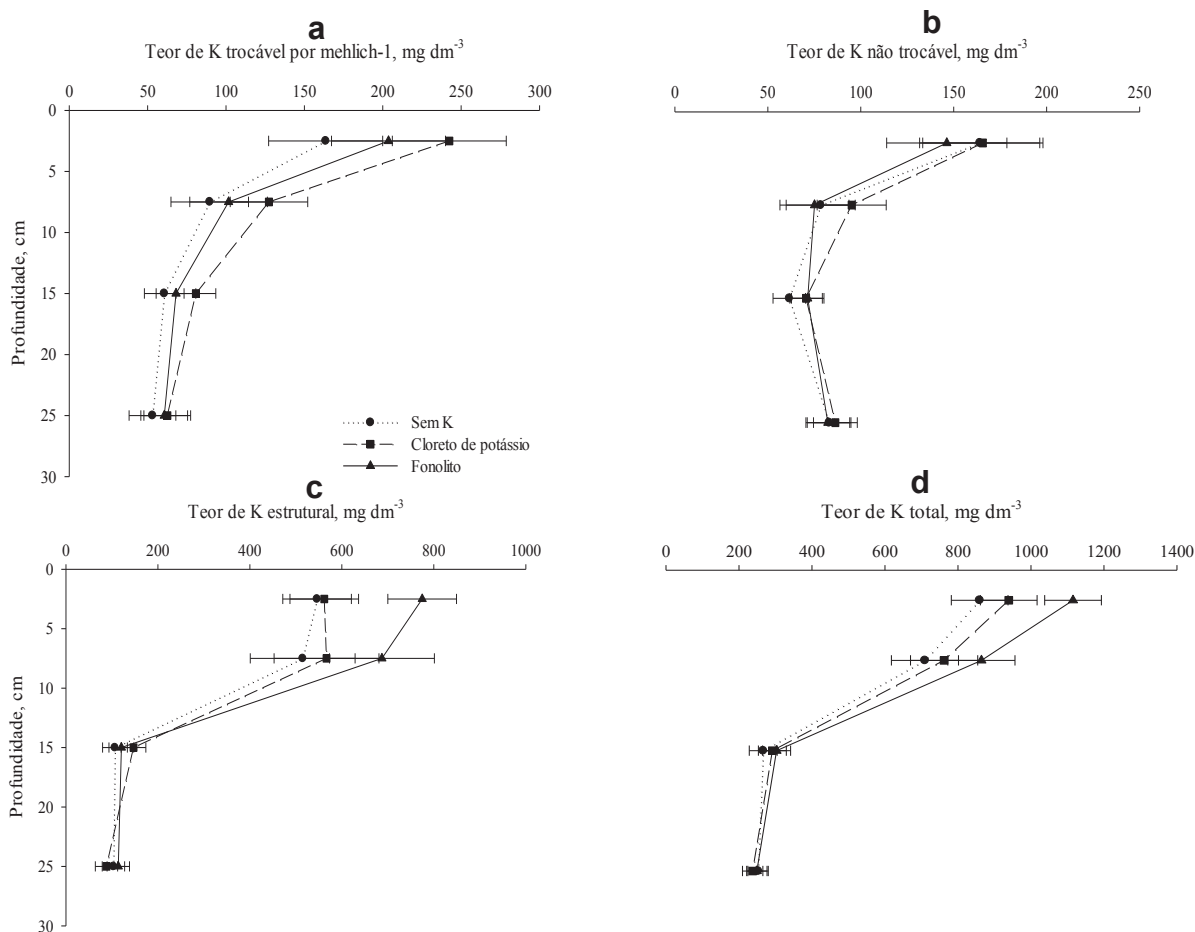 a
Teor de K trocável por mehlich-1, mg dm-3
0 50 100 150 200 250 300
0
5
10
15
20
25
30
Profundidade, cm
Sem K
Cloreto de potássio
Fonolito
b
Teor de K não trocável, mg dm-3
0 50 100 150 200 250
c
Teor de K estrutural, mg dm-3
0 200 400 600 800 1000
0
5
10
15
20
25
30
Profundidade, cm
d
Teor de K total, mg dm-3
0 200 400 600 800 1000 1200 1400